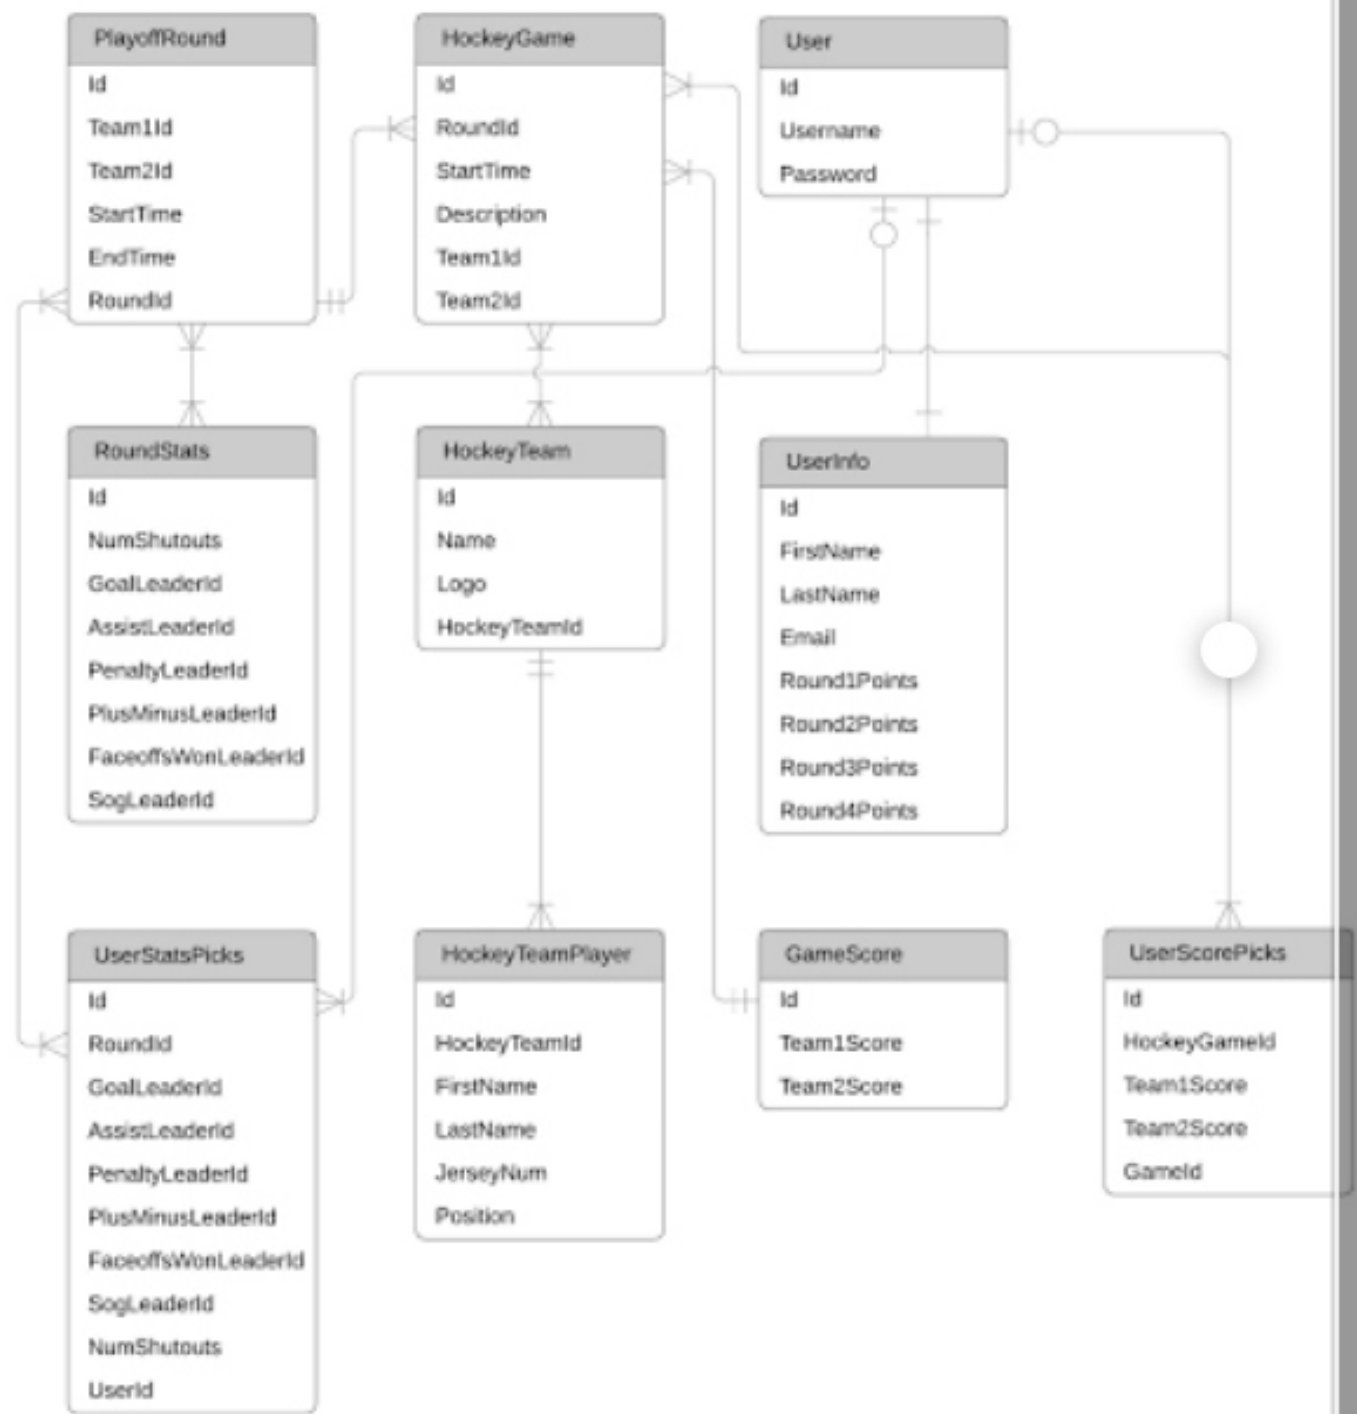 PlayoffRound
Id
Team1Id
Team2Id
StartTime
EndTime
RoundId
HockeyGame
Id
RoundId
StartTime
Description
Team1Id
Team2Id
User
Id
Username
Password
RoundStats
Id
NumShutouts
GoalLeaderId
AssistLeaderId
PenaltyLeaderId
PlusMinusLeaderId
FaceoffsWonLeaderId
SogLeaderId
HockeyTeam
Id
Name
Logo
HockeyTeamId
UserInfo
Id
FirstName
LastName
Email
Round1Points
Round2Points
Round3Points
Round4Points
UserStatsPicks
Id
RoundId
GoalLeaderId
AssistLeaderId
PenaltyLeaderId
PlusMinusLeaderId
FaceoffsWonLeaderId
SogLeaderId
NumShutouts
UserId
HockeyTeamPlayer
Id
HockeyTeamId
FirstName
LastName
JerseyNum
Position
GameScore
Id
Team1Score
Team2Score
UserScorePicks
Id
HockeyGameId
Team1Score
Team2Score
GameId